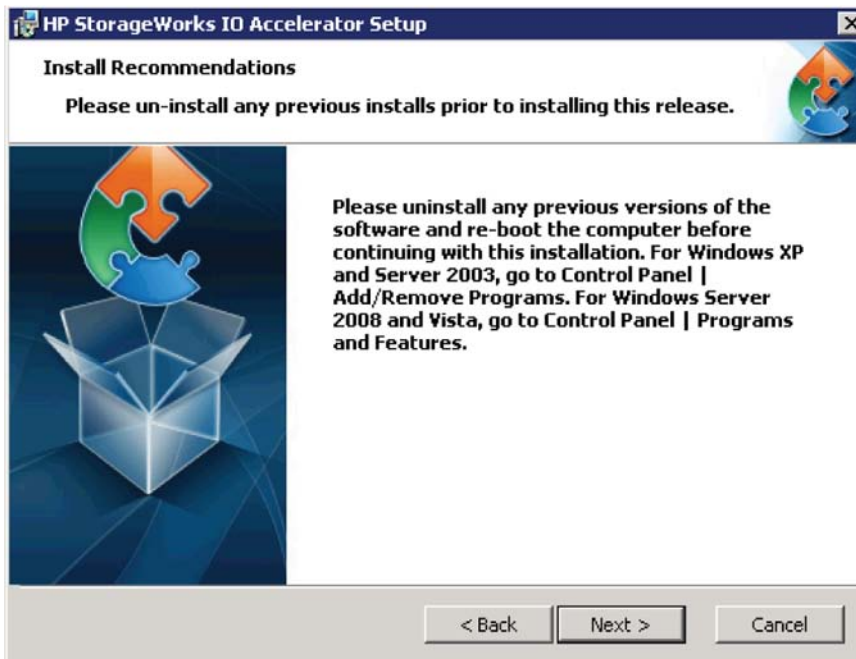 HP StorageWorks IO Accelerator Setup
Install Recommendations
Please un-install any previous installs prior to installing this release.
Please uninstall any previous versions of the
software and re-boot the computer before
continuing with this installation. For Windows XP
and Server 2003, go to Control Panel |
Add/Remove Programs. For Windows Server
2008 and Vista, go to Control Panel | Programs
and Features.
< Back
Next >
Cancel